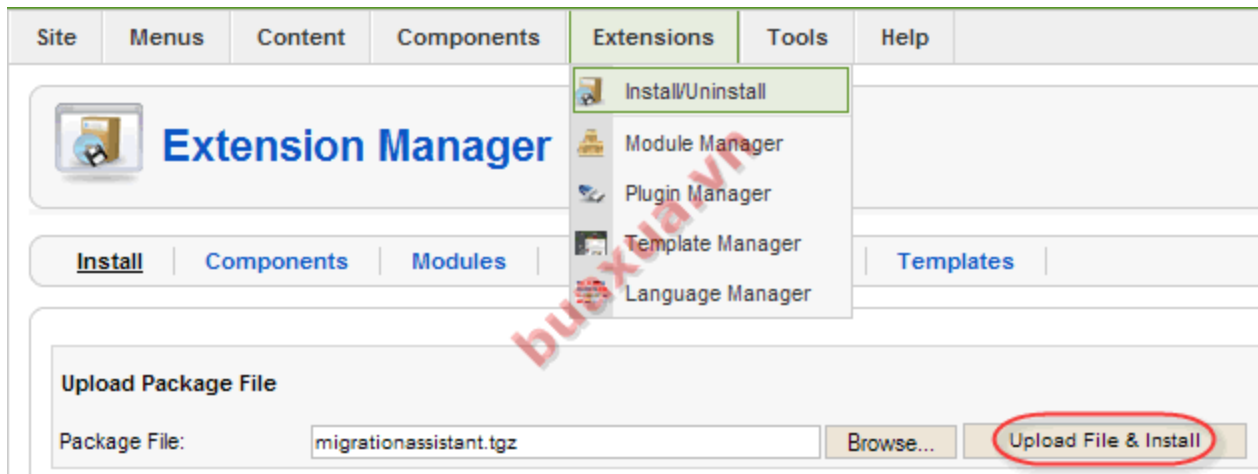 Site Menus Content Components Extensions Tools Help
Install/Uninstall
Extension Manager
Module Manager
Plugin Manager
Template Manager
Language Manager
Install Components Modules Templates
buaxua.vn
Upload Package File
Package File: migrationassistant.tgz Browse... Upload File & Install